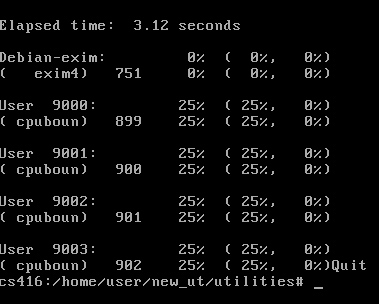 Elapsed time:  3.12 seconds
Debian-exim:          0%  (  0%,   0%)
(   exim4)   751      0%  (  0%,   0%)
User  9000:          25%  ( 25%,   0%)
( cpuboun)   899     25%  ( 25%,   0%)
User  9001:          25%  ( 25%,   0%)
( cpuboun)   900     25%  ( 25%,   0%)
User  9002:          25%  ( 25%,   0%)
( cpuboun)   901     25%  ( 25%,   0%)
User  9003:          25%  ( 25%,   0%)
( cpuboun)   902     25%  ( 25%,   0%)Quit
cs416:/home/user/new_ut/utilities# _